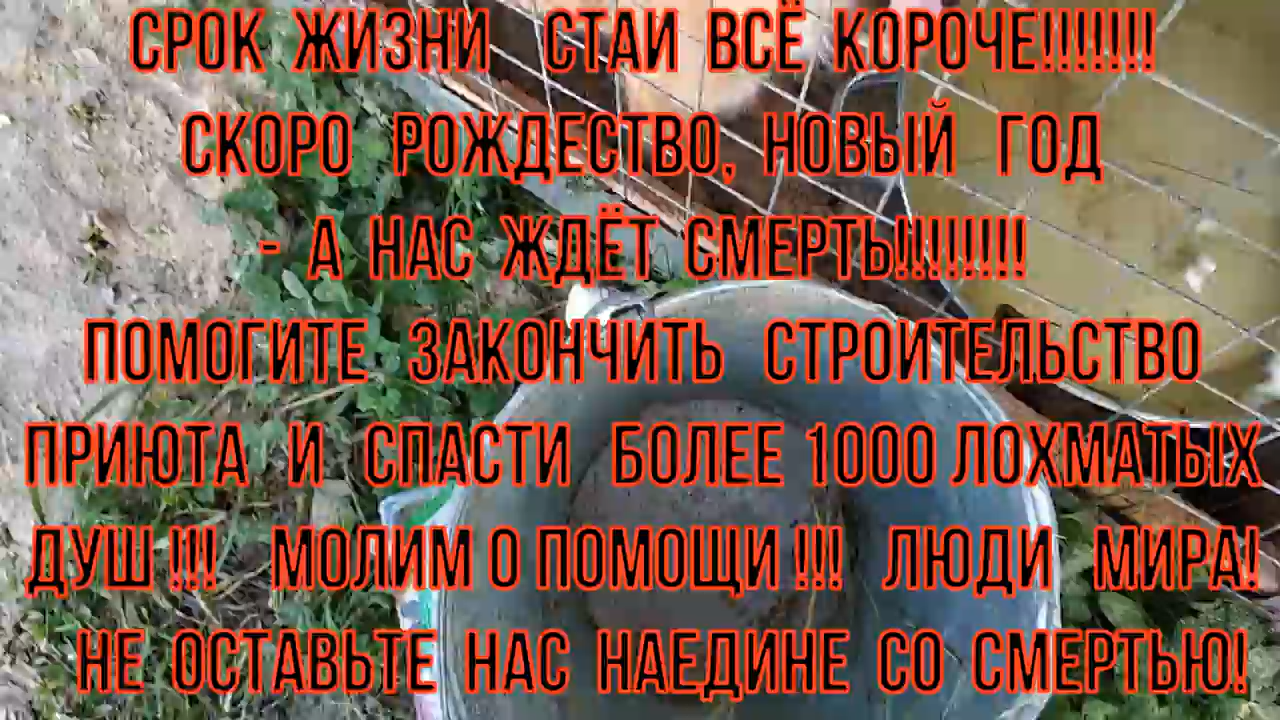 СРОК ЖИЗНИ СТАИ ВСЁ КОРОЧЕ!!!!!!!
СКОРО РОЖДЕСТВО, НОВЫЙ ГОД
- А НАС ЖДЁТ СМЕРТЬ!!!!!!!!
ПОМОГИТЕ ЗАКОНЧИТЬ СТРОИТЕЛЬСТВО
ПРИЮТА И СПАСТИ БОЛЕЕ 1000 ЛОХМАТЫХ
ДУШ !!! МОЛИМ О ПОМОЩИ !!! ЛЮДИ МИРА!
НЕ ОСТАВЬТЕ НАС НАЕДИНЕ СО СМЕРТЬЮ!